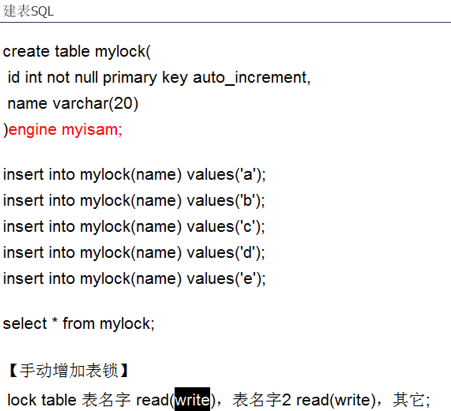 建表SQL
create table mylock(
id int not null primary key auto_increment,
name varchar(20)
)engine myisam;
insert into mylock(name) values('a');
insert into mylock(name) values('b');
insert into mylock(name) values('c');
insert into mylock(name) values('d');
insert into mylock(name) values('e');
select * from mylock;
【手动增加表锁】
lock table 表名字 read(write)，表名字2 read(write)，其它;